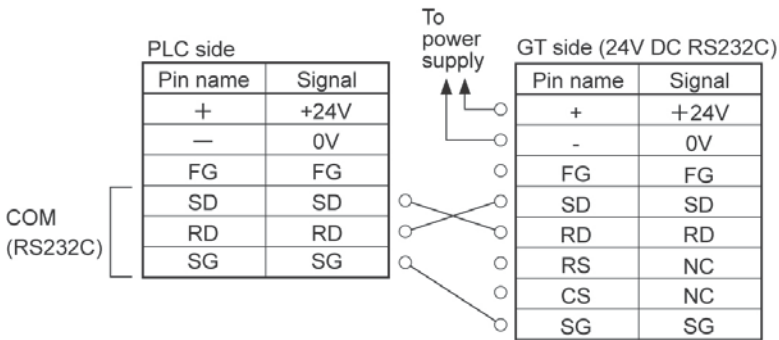 To
power
supply
PLC side
GT side (24V DC RS232C)
Pin name Signal
+ +24V
— 0V
FG FG
SD SD
RD RD
SG SG
COM
(RS232C)
Pin name Signal
+ +24V
- 0V
FG FG
SD SD
RD RD
RS NC
CS NC
SG SG